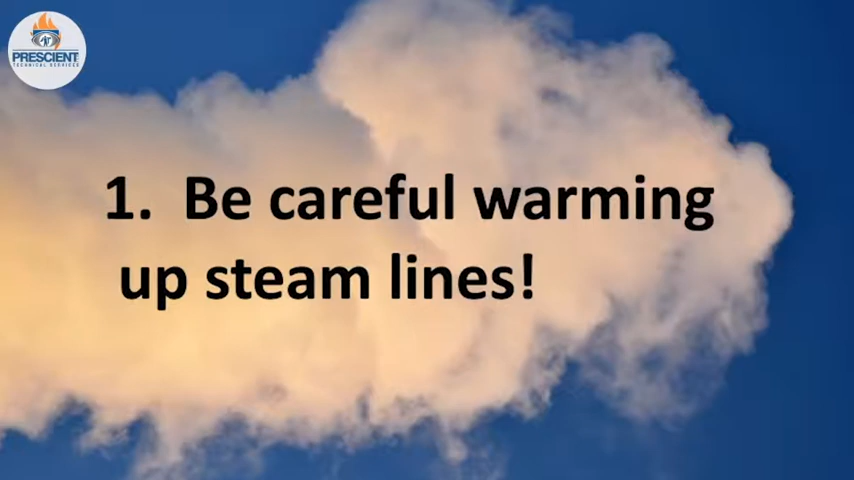 PRESCIENT
TECHNICAL SERVICES
1. Be careful warming
up steam lines!